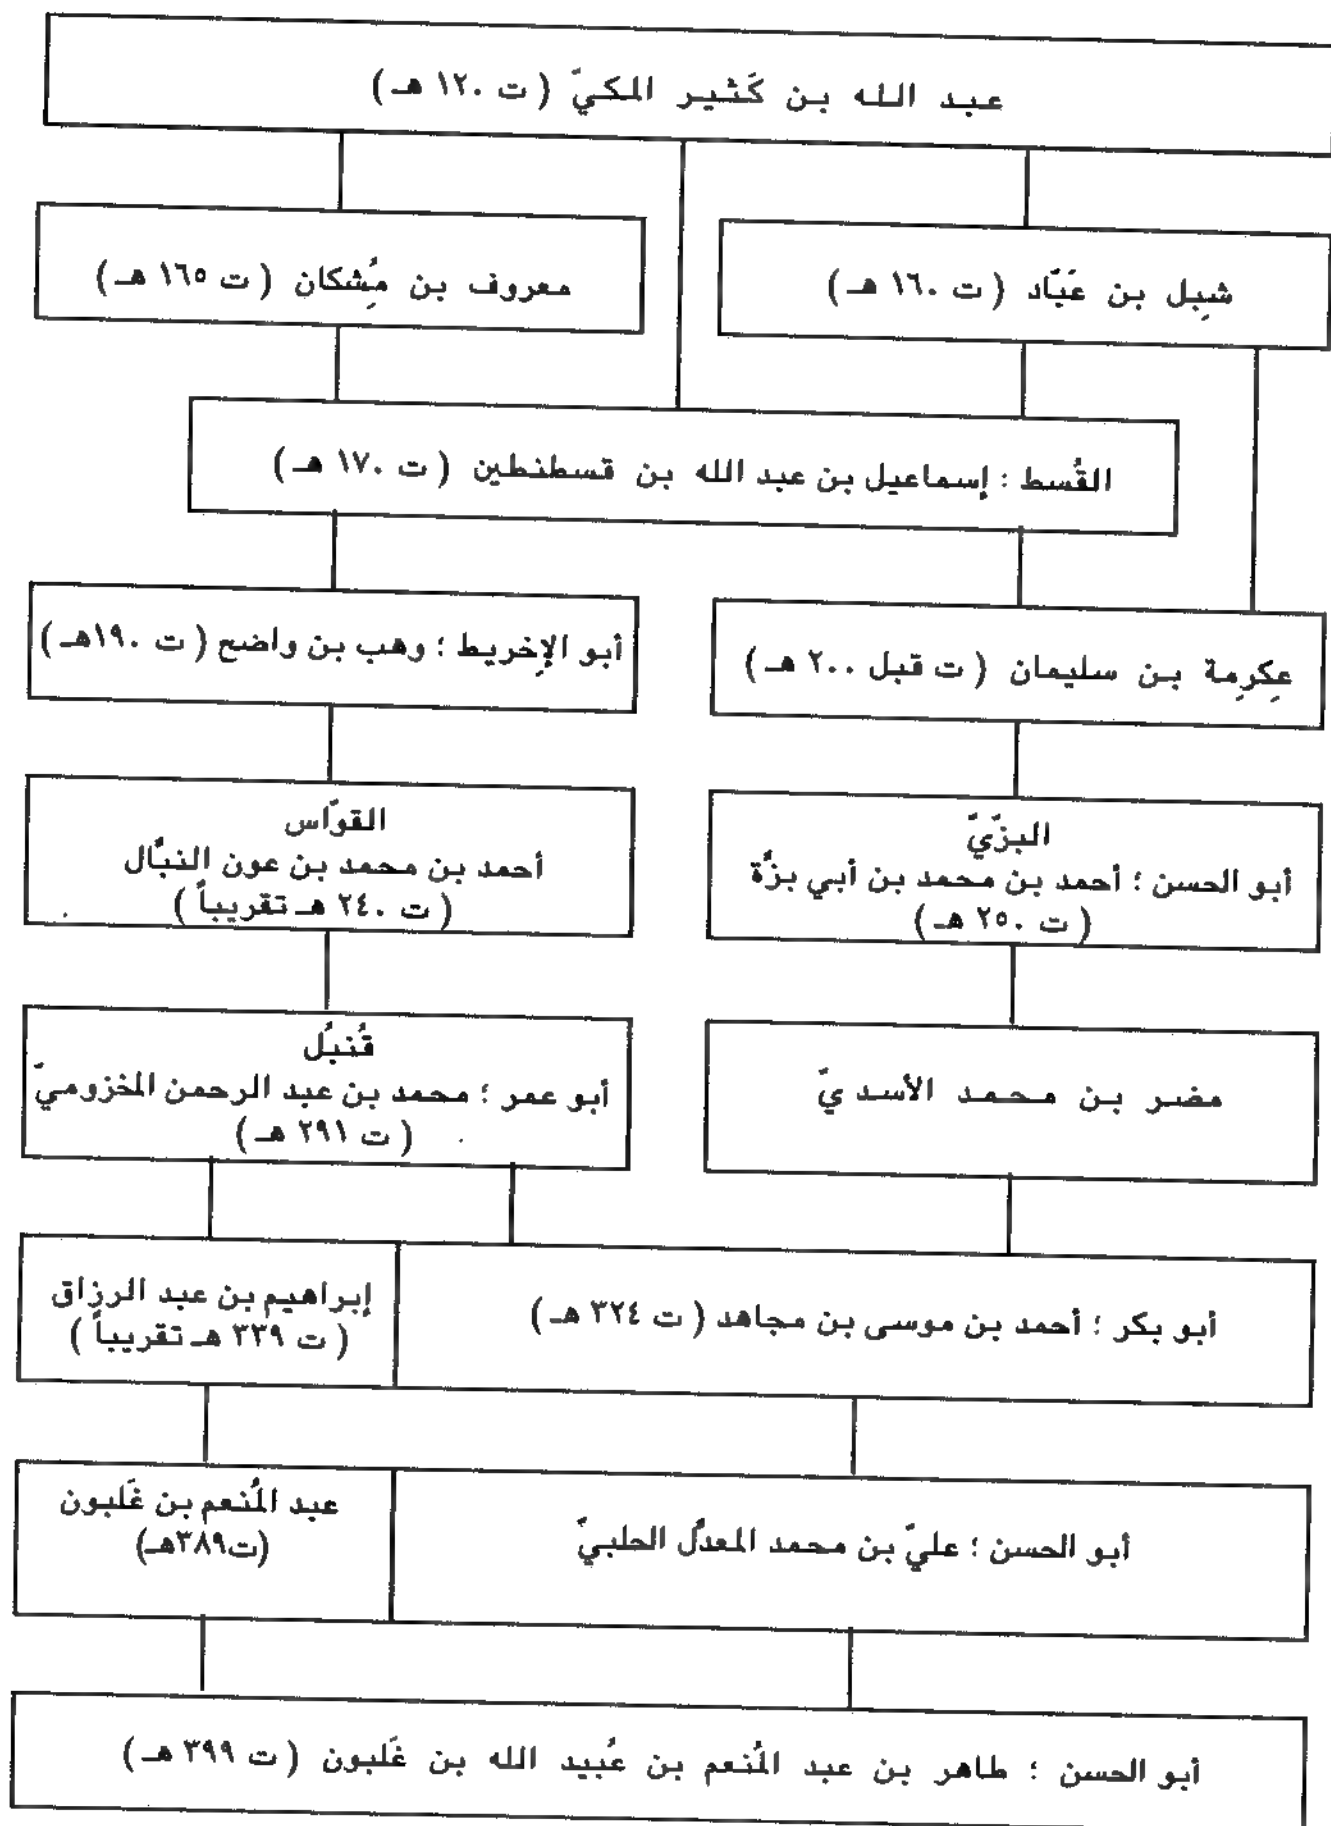 عبد الله بن كَثير المكيّ ( ت ١٢٠ هـ )
شِبل بن عَبّاد ( ت ١٦٠ هـ )
معروف بن مُِشكان ( ت ١٦٥ هـ )
القُسط : إسماعيل بن عبد الله بن قسطنطين ( ت ١٧٠ هـ )
عِكرِمة بن سليمان ( ت قبل ٢٠٠ هـ )
أبو الإخريط ؛ وهب بن واضح ( ت ١٩٠هـ )
البزّيّ
أبو الحسن ؛ أحمد بن محمد بن أبي بزّة
( ت ٢٥٠ هـ )
القوّاس
أحمد بن محمد بن عون النبّال
( ت ٢٤٠ هـ تقريباً )
مضر بن محمد الأسديّ
قُنبُل
أبو عمر ؛ محمد بن عبد الرحمن المخزوميّ
( ت ٢٩١ هـ )
أبو بكر ؛ أحمد بن موسى بن مجاهد ( ت ٣٢٤ هـ )
إبراهيم بن عبد الرزاق
( ت ٣٣٩ هـ تقريباً )
أبو الحسن ؛ عليّ بن محمد المعدّل الحلبيّ
عبد المُنعم بن غَلبون
(ت٣٨٩هـ)
أبو الحسن ؛ طاهر بن عبد المُنعم بن عُبيد الله بن غَلبون ( ت ٣٩٩ هـ )